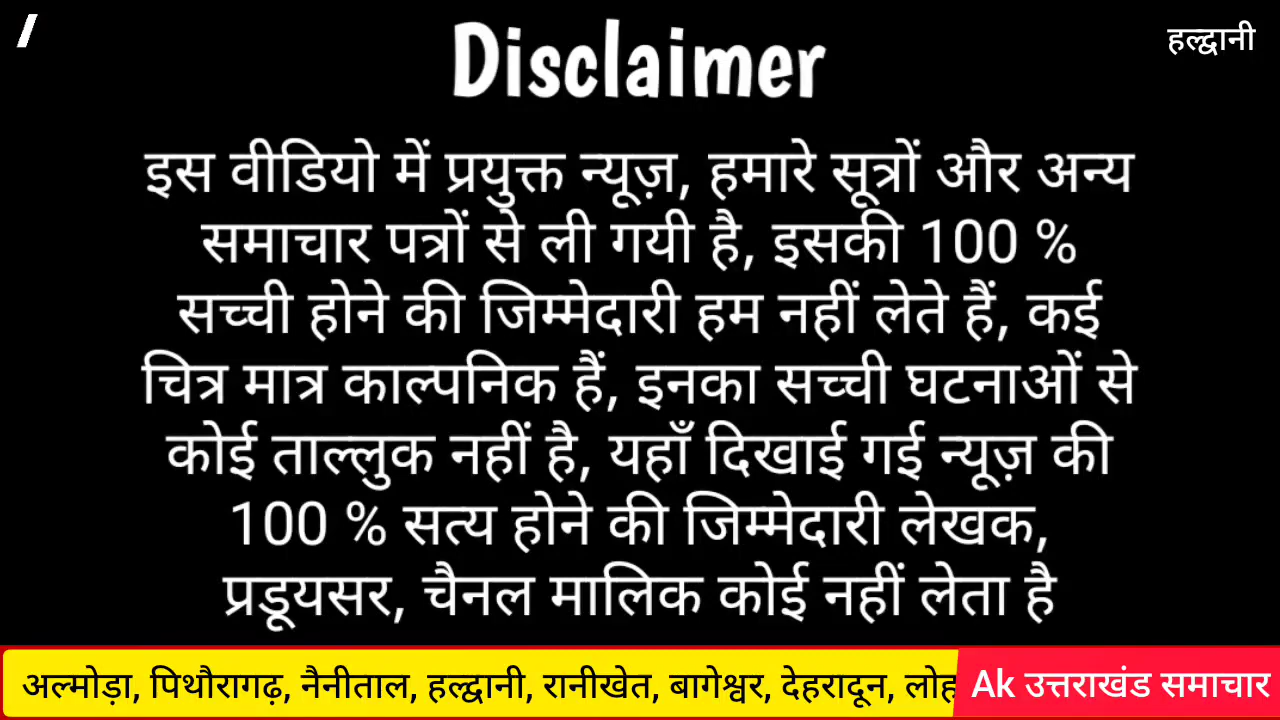 हल्द्वानी
Disclaimer
इस वीडियो में प्रयुक्त न्यूज़, हमारे सूत्रों और अन्य
समाचार पत्रों से ली गयी है, इसकी 100 %
सच्ची होने की जिम्मेदारी हम नहीं लेते हैं, कई
चित्र मात्र काल्पनिक हैं, इनका सच्ची घटनाओं से
कोई ताल्लुक नहीं है, यहाँ दिखाई गई न्यूज़ की
100 % सत्य होने की जिम्मेदारी लेखक,
प्रडूयसर, चैनल मालिक कोई नहीं लेता है
अल्मोड़ा, पिथौरागढ़, नैनीताल, हल्द्वानी, रानीखेत, बागेश्वर, देहरादून,
Ak उत्तराखंड समाचार